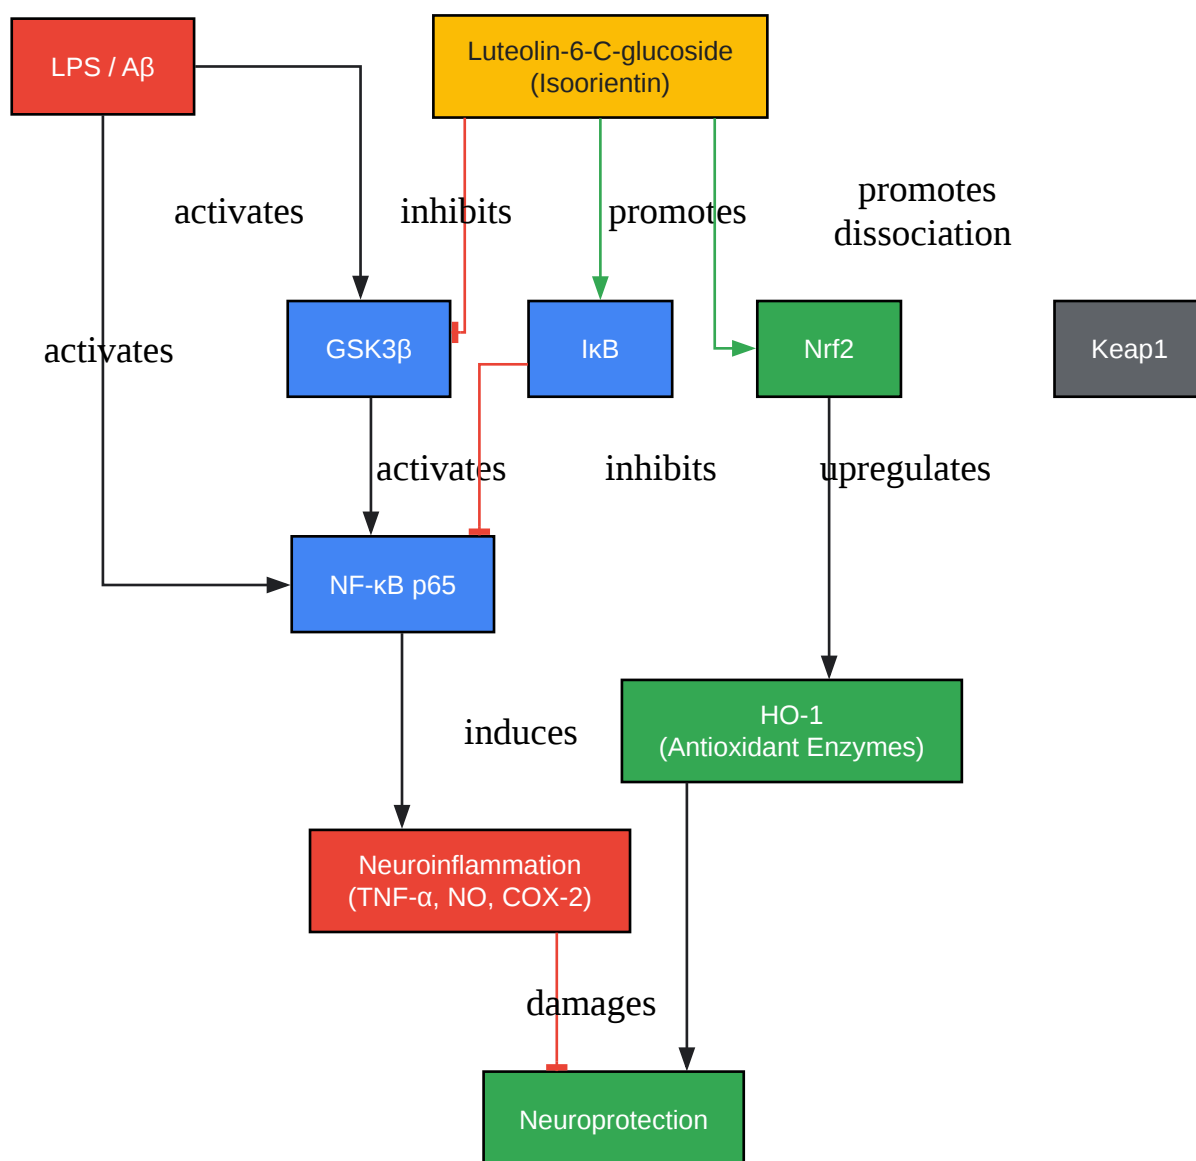 LPS / Aβ
Luteolin-6-C-glucoside
(Isoorientin)
activates
inhibits
promotes
promotes
dissociation
activates
GSK3β
IκB
Nrf2
Keap1
activates
inhibits
upregulates
NF-κB p65
induces
HO-1
(Antioxidant Enzymes)
Neuroinflammation
(TNF-α, NO, COX-2)
damages
Neuroprotection